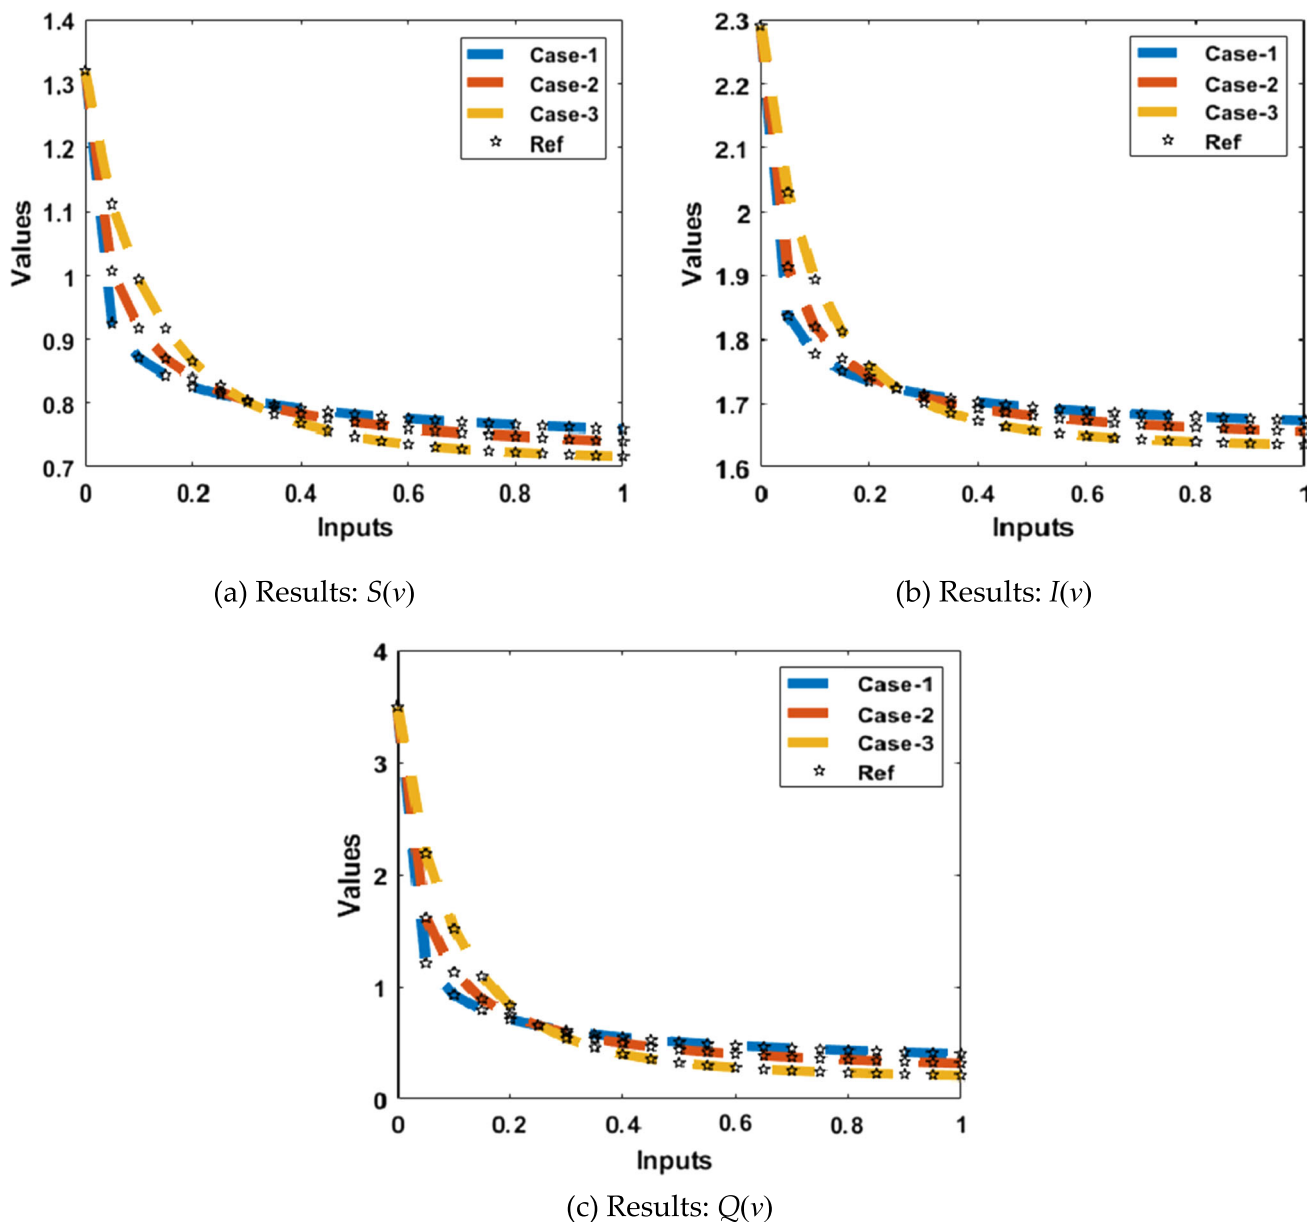 1.4
1.3
1.2
1.1
1
0.9
0.8
0.7
Values
0
0.2
0.4
0.6
0.8
1
Inputs
Case-1
Case-2
Case-3
Ref
(a) Results: S(v)
2.3
2.2
2.1
2
1.9
1.8
1.7
1.6
Values
0
0.2
0.4
0.6
0.8
1
Inputs
Case-1
Case-2
Case-3
Ref
(b) Results: I(v)
4
3
2
1
0
Values
0
0.2
0.4
0.6
0.8
1
Inputs
Case-1
Case-2
Case-3
Ref
(c) Results: Q(v)